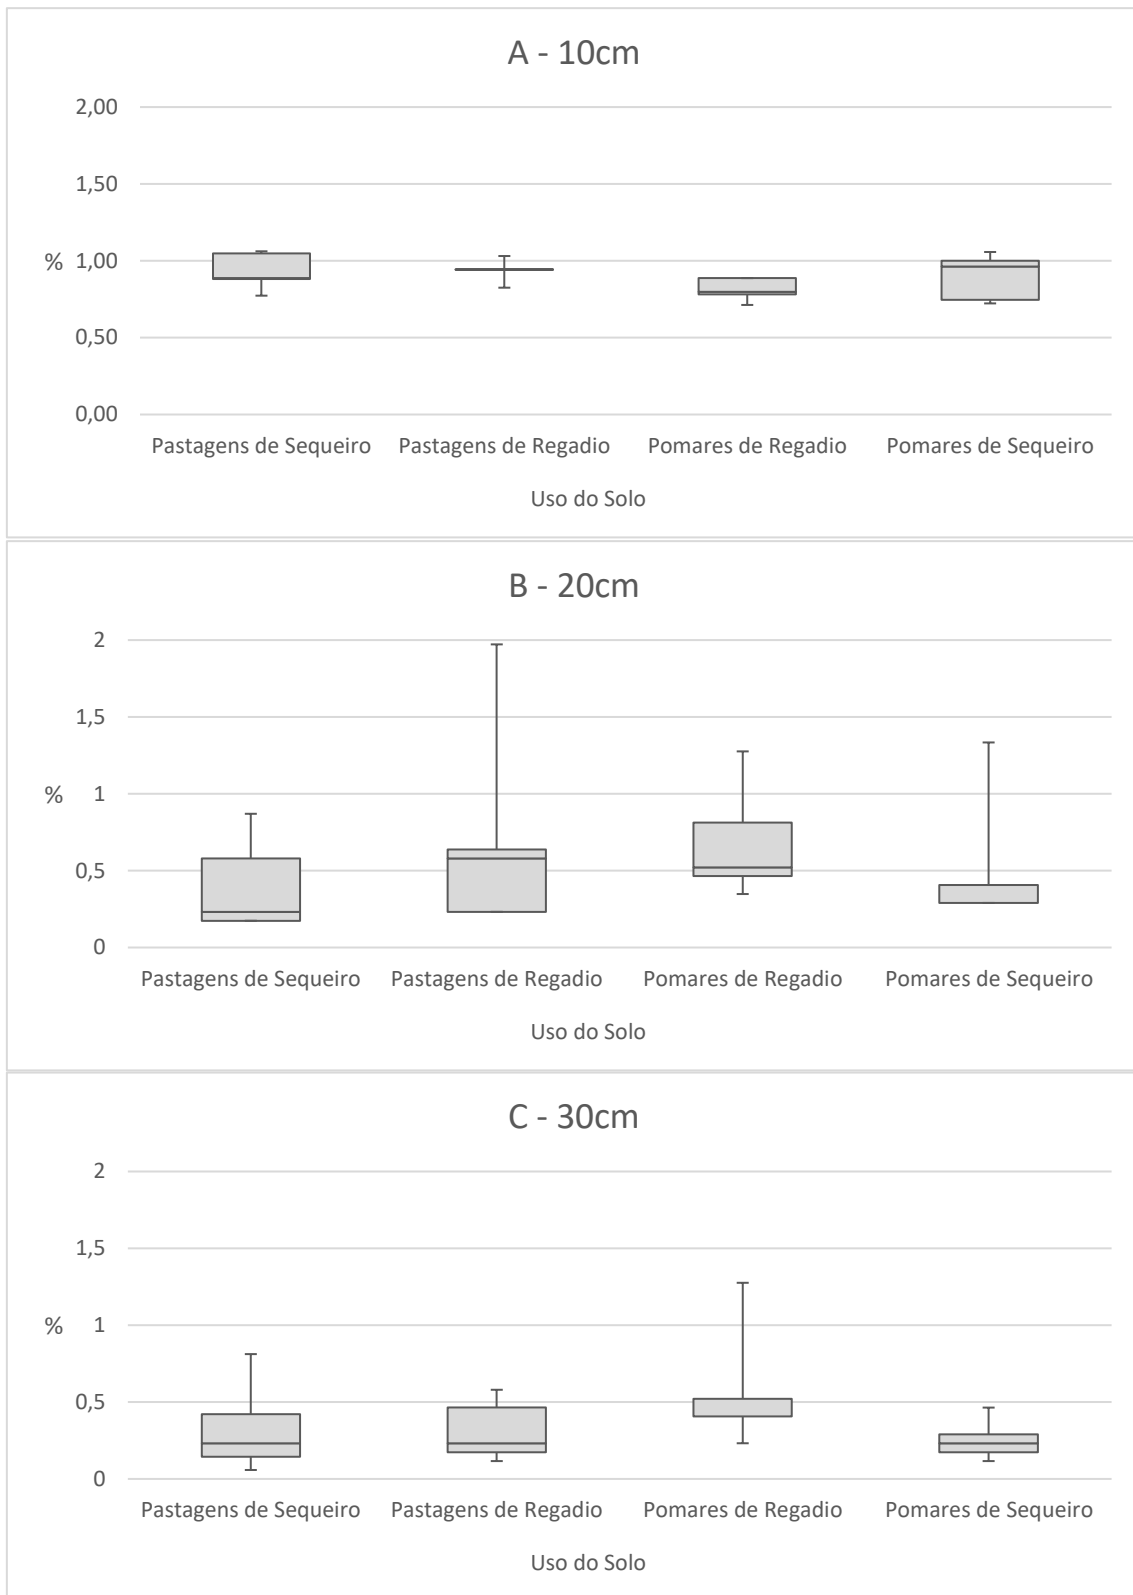 A - 10cm
2,00
1,50
% 1,00
0,50
0,00
Pastagens de Sequeiro Pastagens de Regadio Pomares de Regadio Pomares de Sequeiro
Uso do Solo
B - 20cm
2
1,5
% 1
0,5
0
Pastagens de Sequeiro Pastagens de Regadio Pomares de Regadio Pomares de Sequeiro
Uso do Solo
C - 30cm
2
1,5
% 1
0,5
0
Pastagens de Sequeiro Pastagens de Regadio Pomares de Regadio Pomares de Sequeiro
Uso do Solo